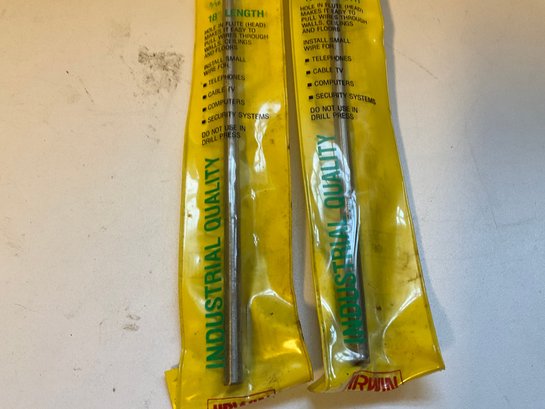 18" LENGTH
HOLE IN FLUTE (HEAD)
MAKES IT EASY TO
PULL WIRES THROUGH
WALLS, CEILINGS
AND FLOORS
INSTALL SMALL
WIRE FOR:
TELEPHONES
CABLE TV
COMPUTERS
SECURITY SYSTEMS
DO NOT USE IN
DRILL PRESS
INDUSTRIAL QUALITY
IRWIN
HOLE IN FLUTE (HEAD)
MAKES IT EASY TO
PULL WIRES THROUGH
WALLS, CEILINGS
AND FLOORS
INSTALL SMALL
WIRE FOR:
TELEPHONES
CABLE TV
COMPUTERS
SECURITY SYSTEMS
DO NOT USE IN
DRILL PRESS
INDUSTRIAL QUALITY
IRWIN